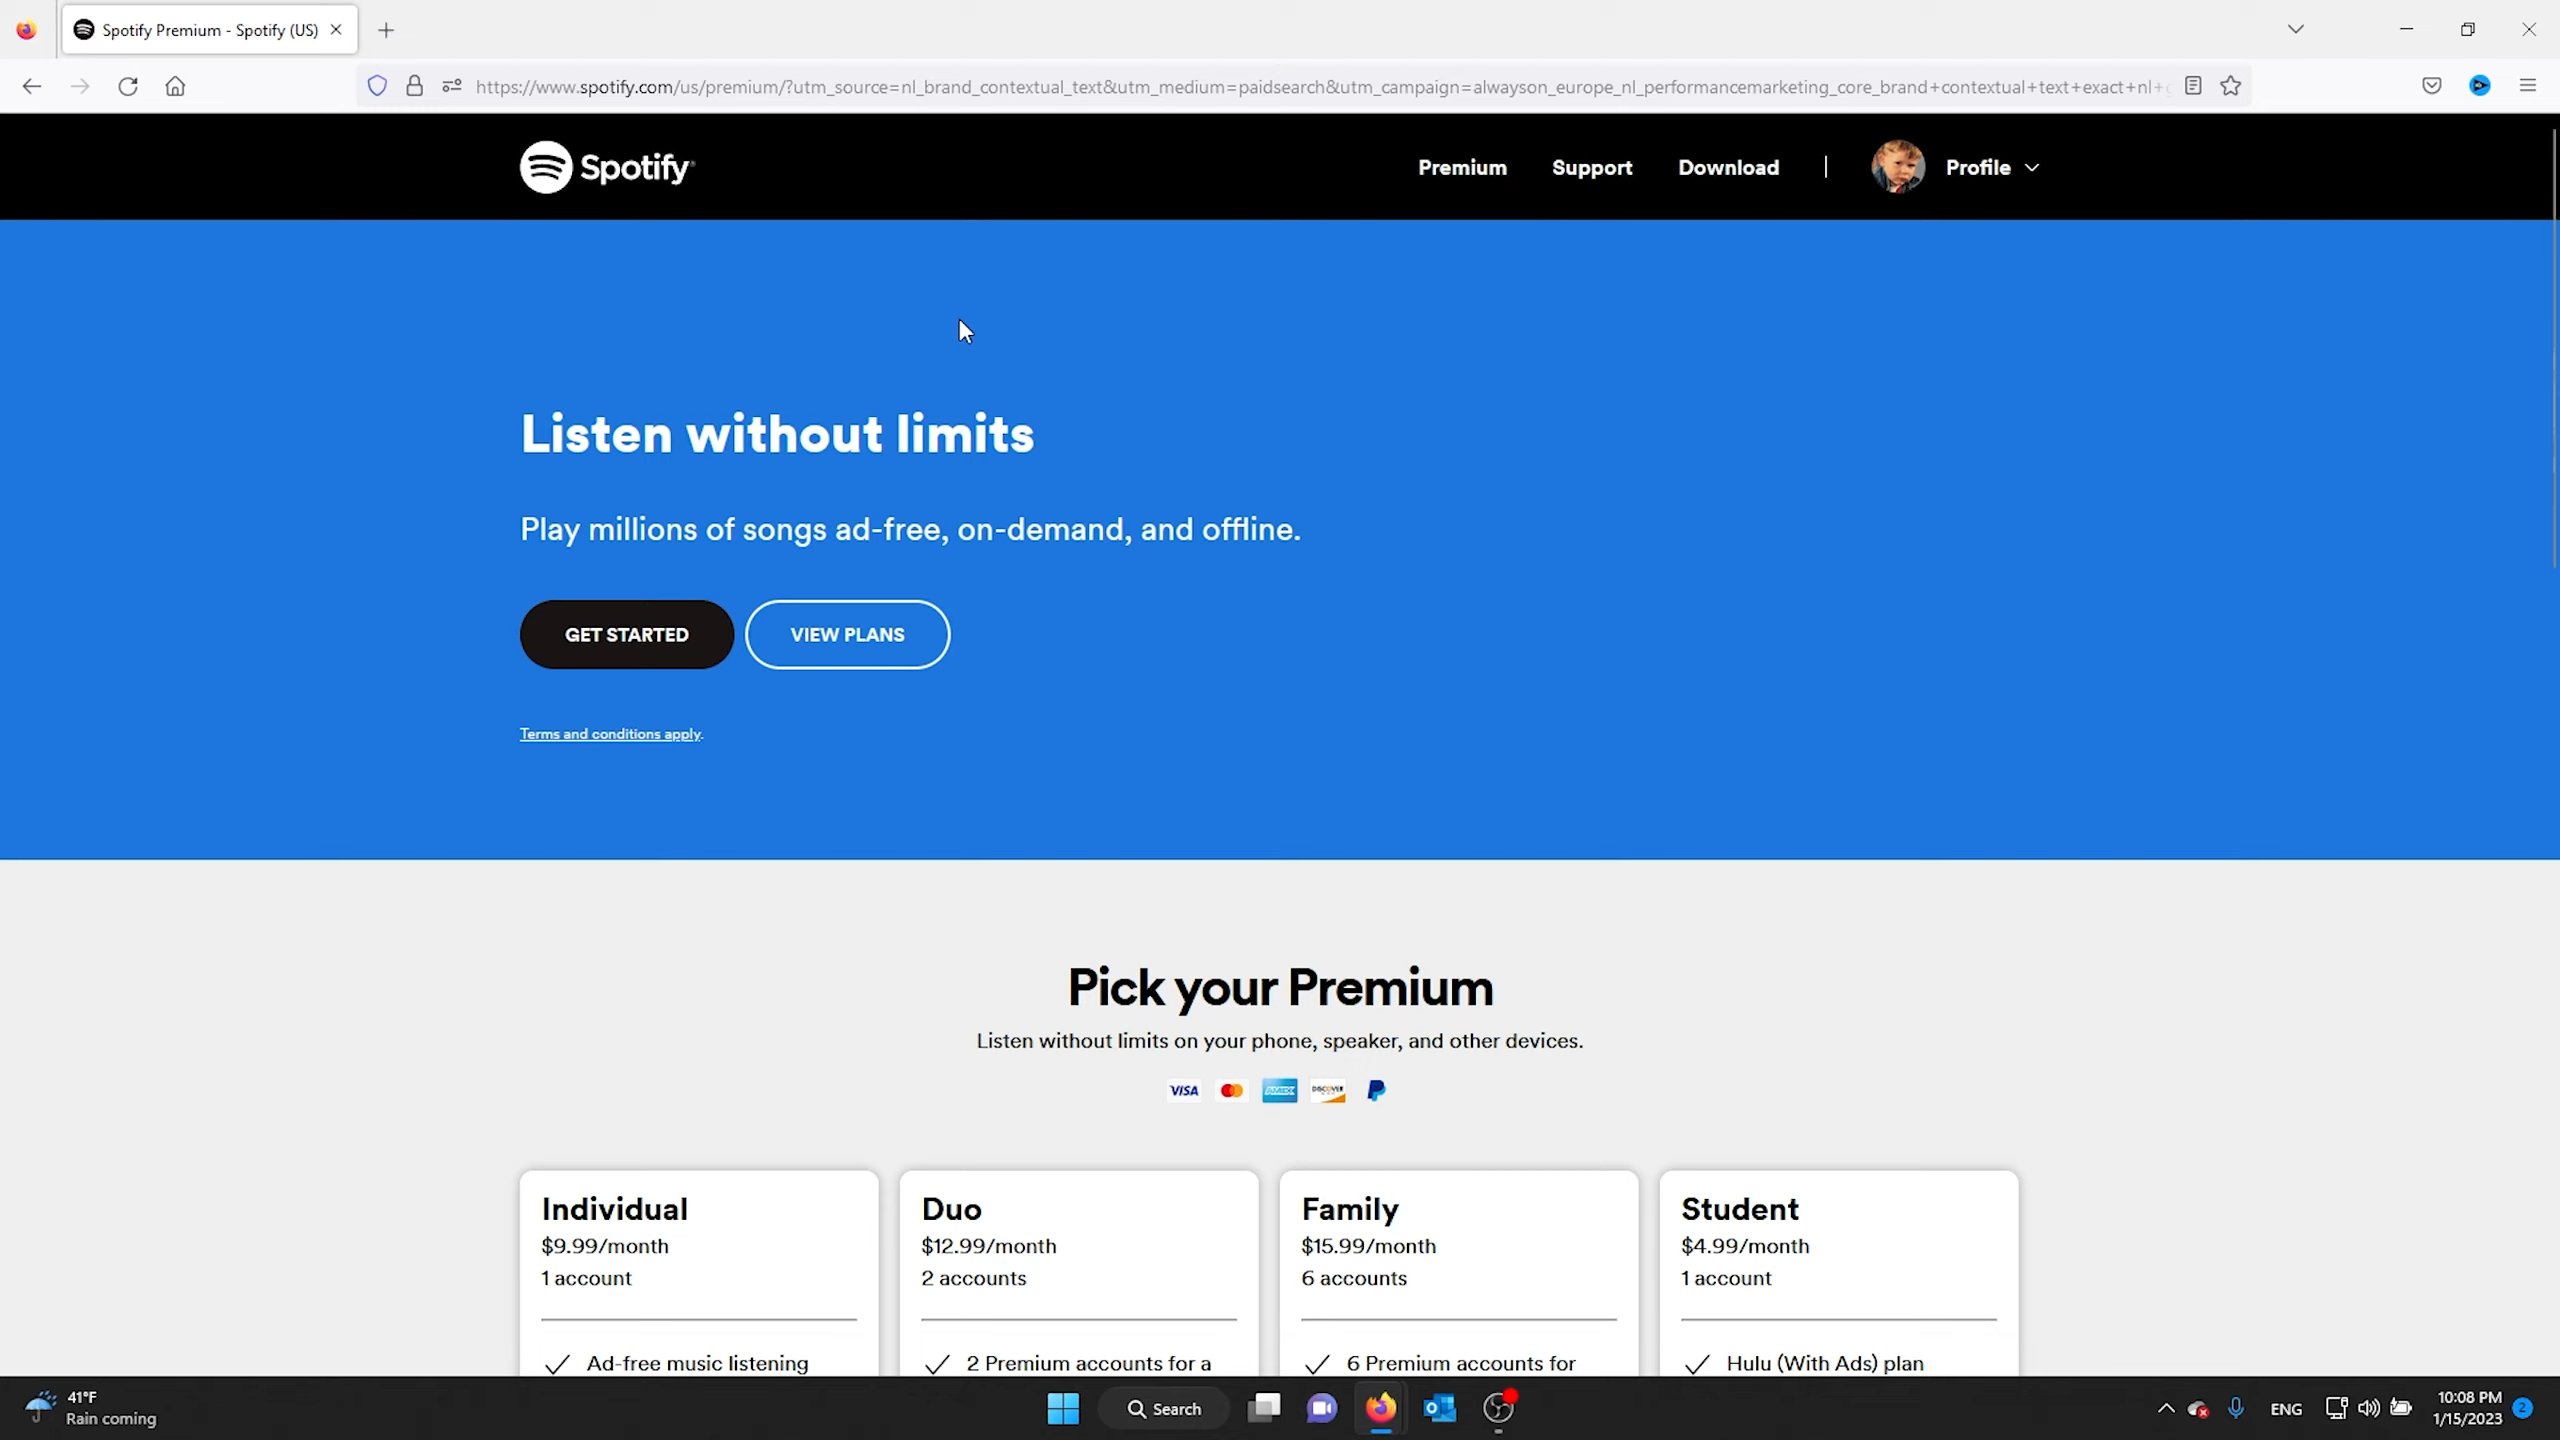 Spotify Premium - Spotify (US)
https://www.spotify.com/us/premium/?utm_source=nl_brand_contextual_text&utm_medium=paidsearch&utm_campaign=alwayson_europe_nl_performancemarketing_core_brand+contextual+text+exact+nl+g
Spotify
Premium
Support
Download
Profile
Listen without limits
Play millions of songs ad-free, on-demand, and offline.
GET STARTED
VIEW PLANS
Terms and conditions apply.
Pick your Premium
Listen without limits on your phone, speaker, and other devices.
VISA
AMEX
DISCOVER
Individual
$9.99/month
1 account
Ad-free music listening
Duo
$12.99/month
2 accounts
2 Premium accounts for a
Family
$15.99/month
6 accounts
6 Premium accounts for
Student
$4.99/month
1 account
Hulu (With Ads) plan
41°F
Rain coming
Search
ENG
10:08 PM
1/15/2023
2